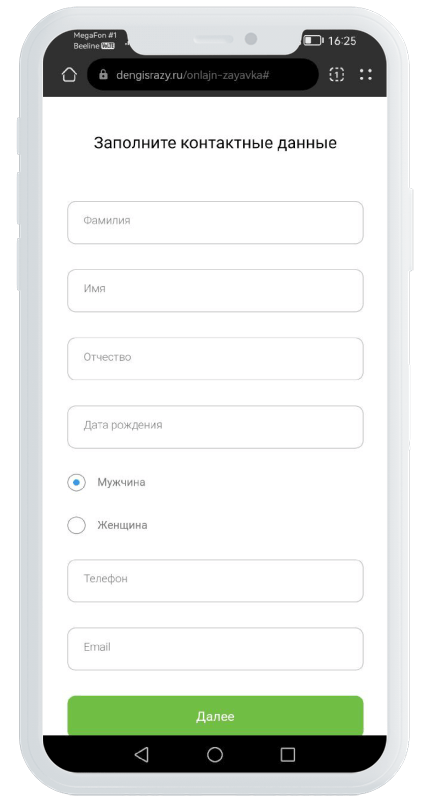 MegaFon #1
Beeline
16:25
dengisrazy.ru/onlajn-zayavka#
1
Заполните контактные данные
Фамилия
Имя
Отчество
Дата рождения
Мужчина
Женщина
Телефон
Email
Далее